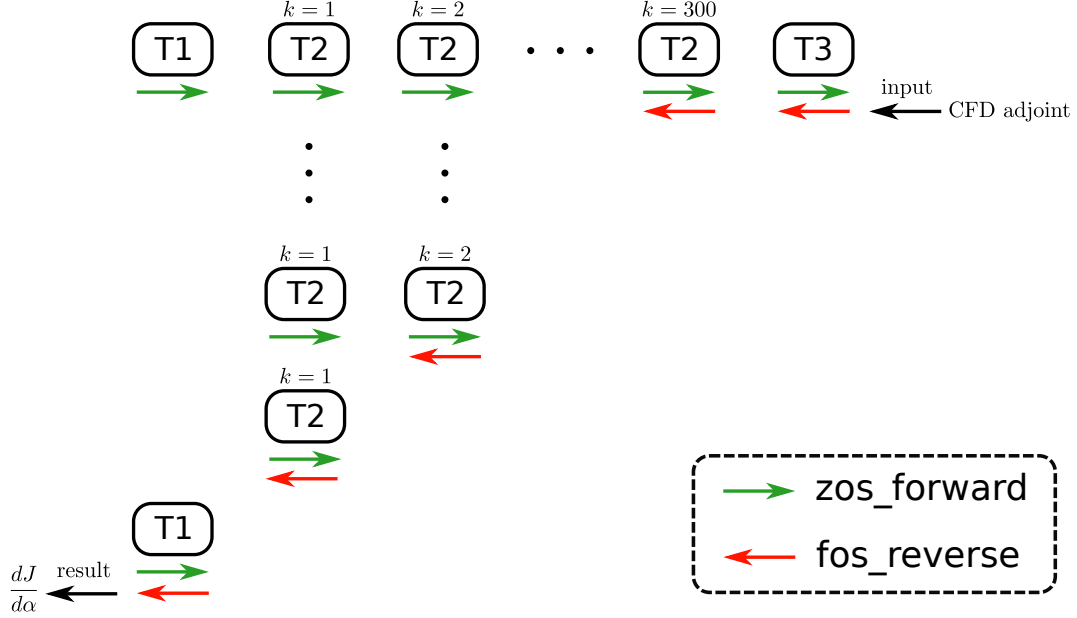 k = 1 k = 2 k = 300
T1 T2 T2 · · · T2 T3
input
CFD adjoint
k = 1 k = 2
T2 T2
k = 1
T2
zos_forward
T1
fos_reverse
result
dJ
dα